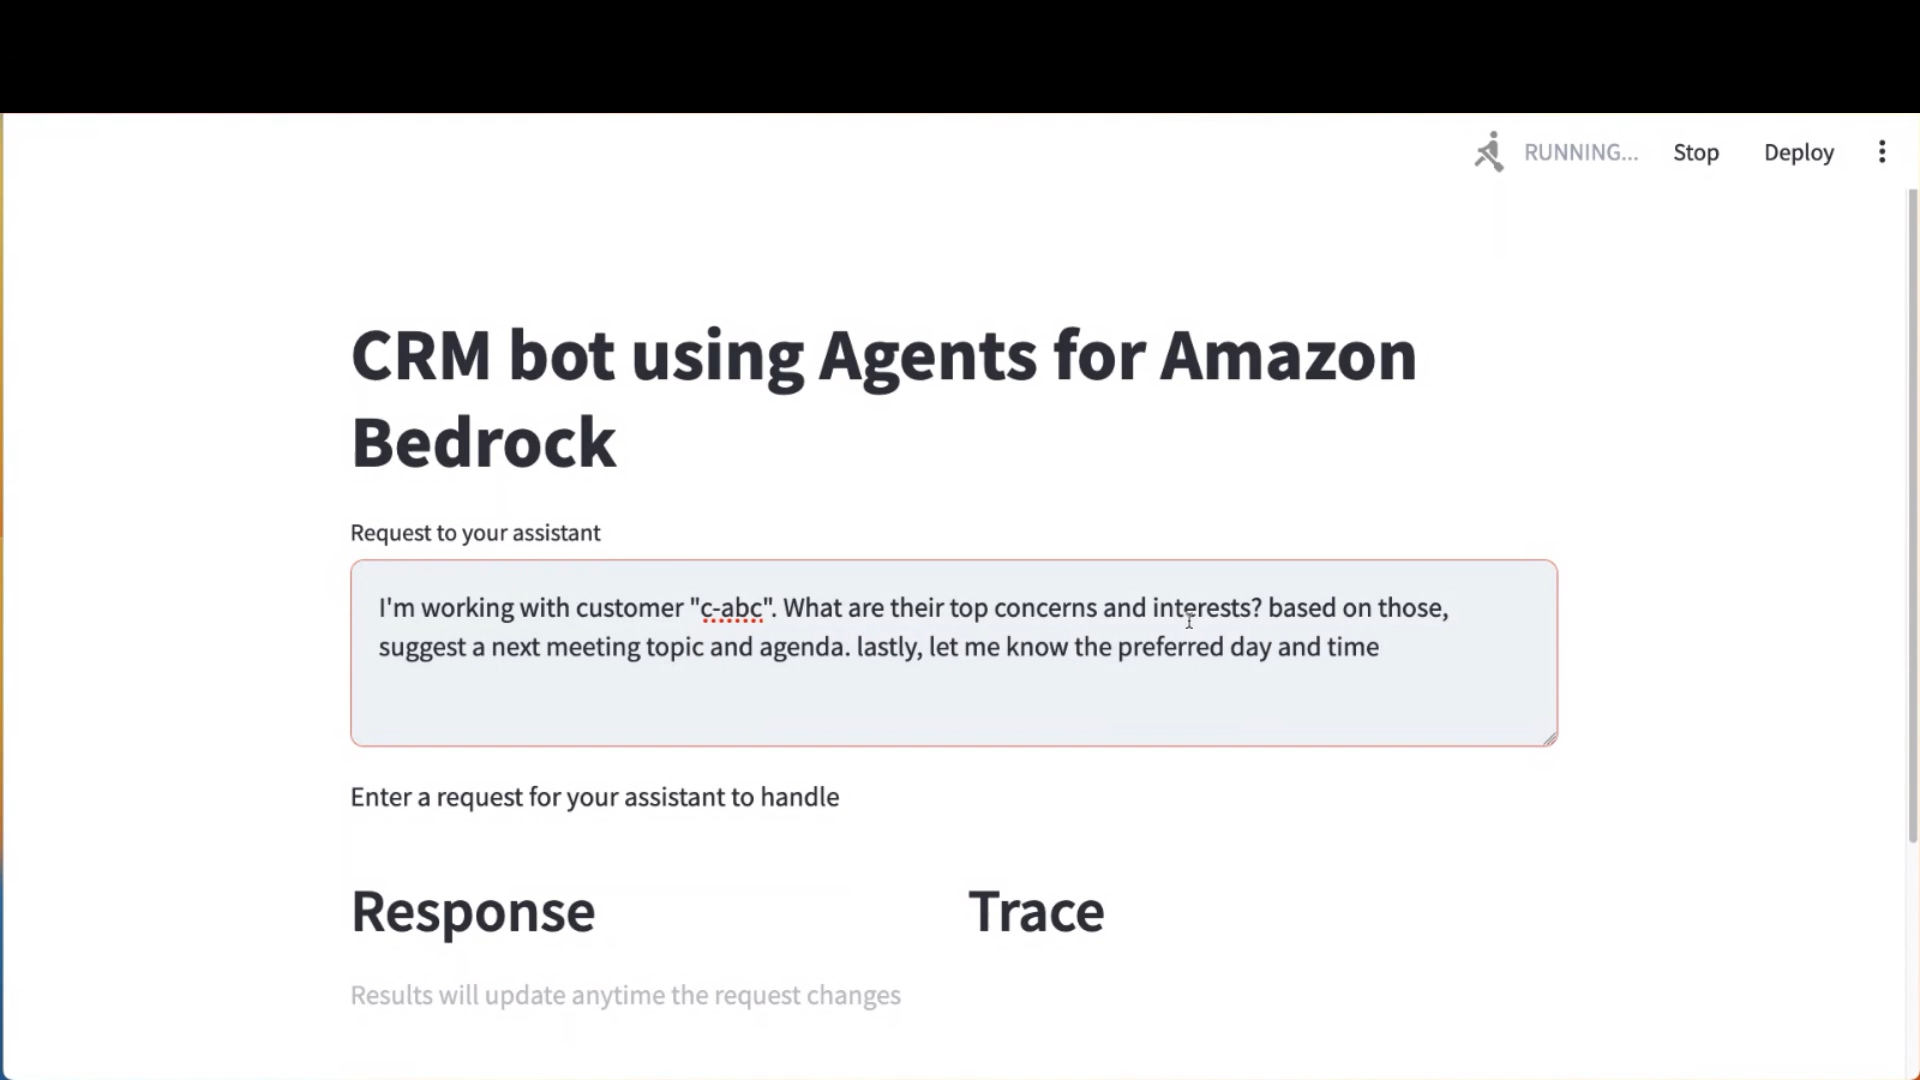 RUNNING...
Stop
Deploy
CRM bot using Agents for Amazon
Bedrock
Request to your assistant
I'm working with customer "c-abc". What are their top concerns and interests? based on those,
suggest a next meeting topic and agenda. lastly, let me know the preferred day and time
Enter a request for your assistant to handle
Response
Trace
Results will update anytime the request changes